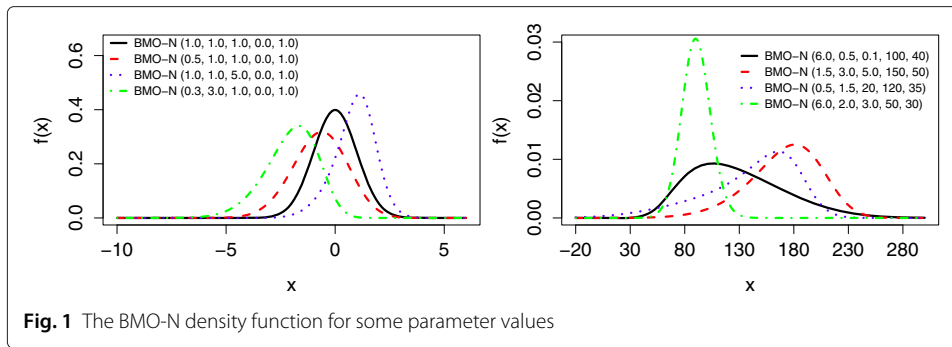 f(x)
0.0 0.2 0.4 0.6
BMO−N (1.0, 1.0, 1.0, 0.0, 1.0)
BMO−N (0.5, 1.0, 1.0, 0.0, 1.0)
BMO−N (1.0, 1.0, 5.0, 0.0, 1.0)
BMO−N (0.3, 3.0, 1.0, 0.0, 1.0)
−10 −5 0 5
x
f(x)
0.00 0.01 0.02 0.03
BMO−N (6.0, 0.5, 0.1, 100, 40)
BMO−N (1.5, 3.0, 5.0, 150, 50)
BMO−N (0.5, 1.5, 20, 120, 35)
BMO−N (6.0, 2.0, 3.0, 50, 30)
−20 30 80 130 180 230 280
x
Fig. 1 The BMO-N density function for some parameter values